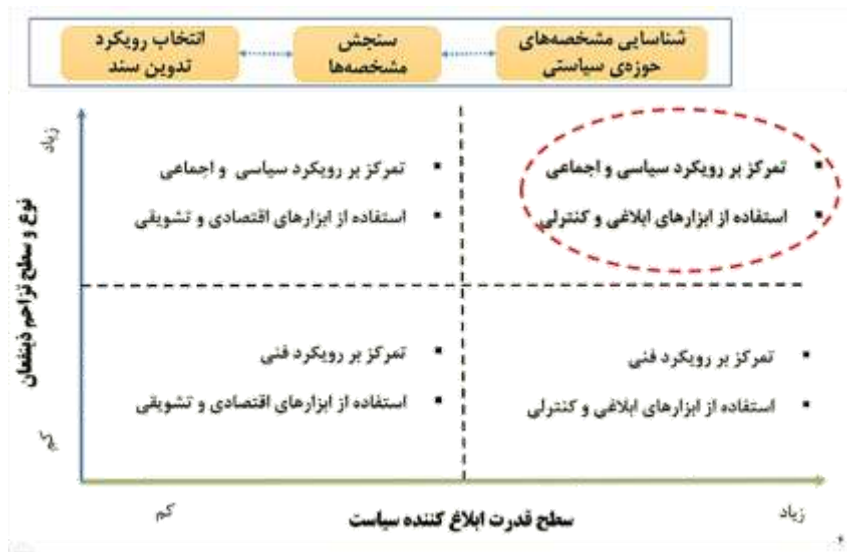 شناسایی مشخصه‌های
حوزه‌ی سیاستی
سنجش
مشخصه‌ها
انتخاب رویکرد
تدوین سند
زیاد
نوع و سطح تزاحم ذینفعان
کم
تمرکز بر رویکرد سیاسی و اجماعی
استفاده از ابزارهای ابلاغی و کنترلی
تمرکز بر رویکرد سیاسی و اجماعی
استفاده از ابزارهای اقتصادی و تشویقی
تمرکز بر رویکرد فنی
استفاده از ابزارهای ابلاغی و کنترلی
تمرکز بر رویکرد فنی
استفاده از ابزارهای اقتصادی و تشویقی
زیاد
سطح قدرت ابلاغ کننده سیاست
کم